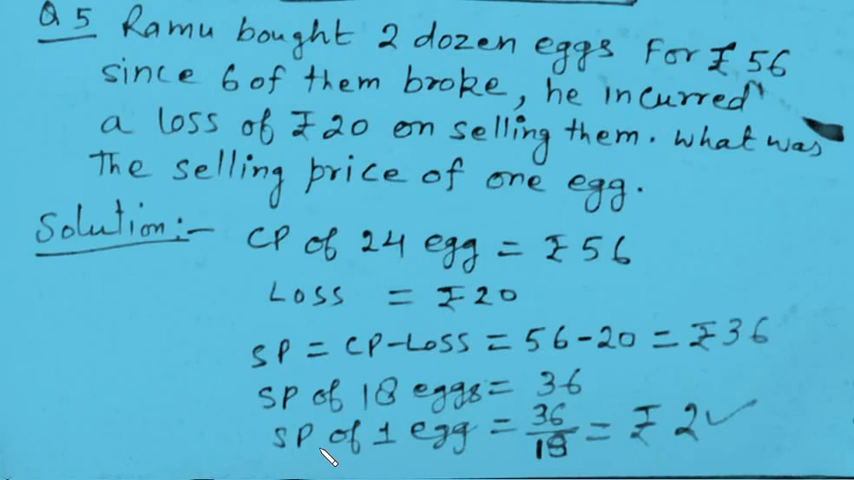 Q 5 Ramu bought 2 dozen eggs For ₹ 56
since 6 of them broke, he incurred
a loss of ₹ 20 on selling them. what was
The selling price of one egg.
Solution:- CP of 24 egg = ₹ 56
Loss = ₹ 20
SP = CP-Loss = 56-20 = ₹ 36
SP of 18 eggs = 36
SP of 1 egg = 36/18 = ₹ 2 ✓